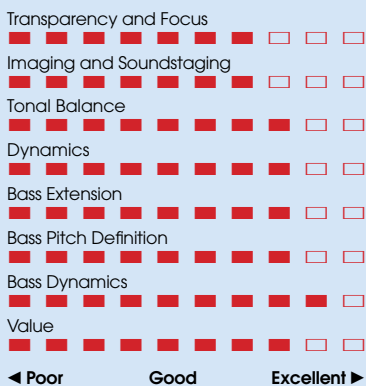 Transparency and Focus
Imaging and Soundstaging
Tonal Balance
Dynamics
Bass Extension
Bass Pitch Definition
Bass Dynamics
Value
◄ Poor Good Excellent ►